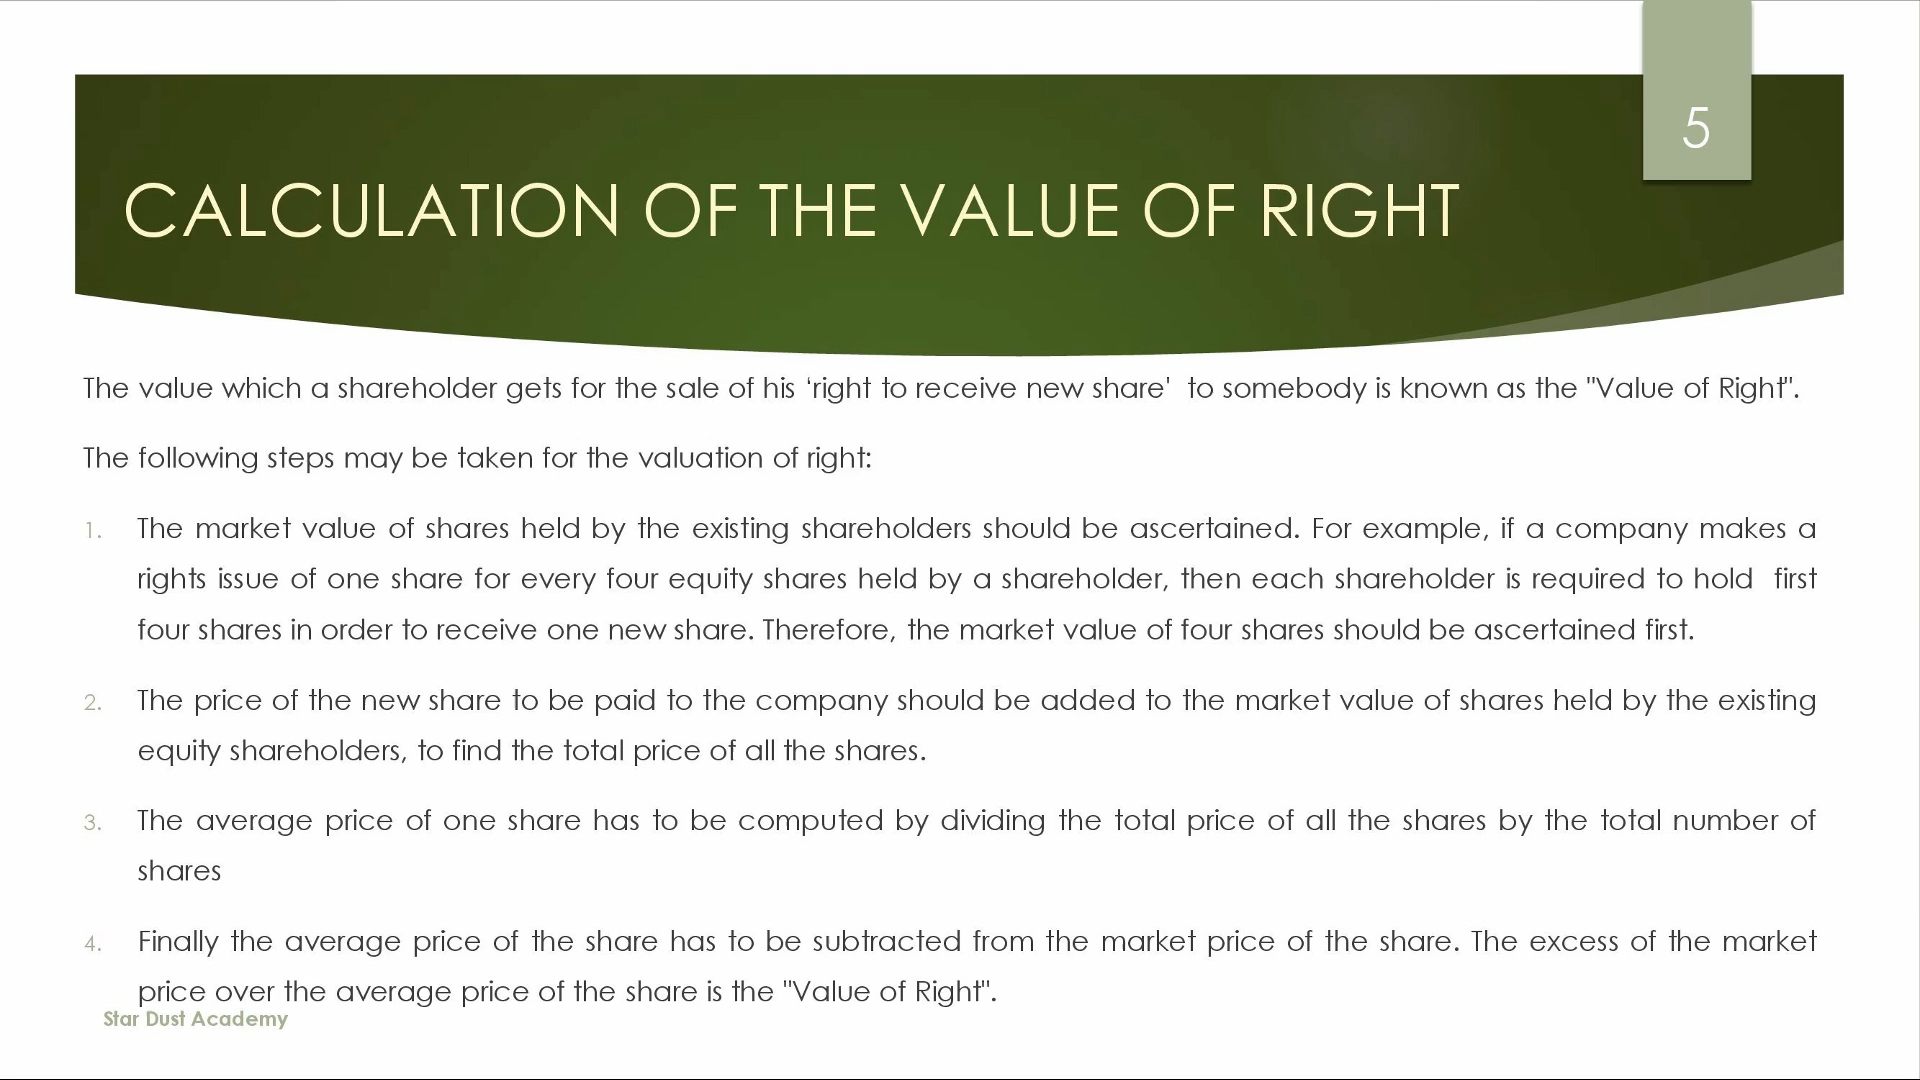 5
CALCULATION OF THE VALUE OF RIGHT
The value which a shareholder gets for the sale of his ‘right to receive new share'  to somebody is known as the "Value of Right".
The following steps may be taken for the valuation of right:
1. The market value of shares held by the existing shareholders should be ascertained. For example, if a company makes a
rights issue of one share for every four equity shares held by a shareholder, then each shareholder is required to hold  first
four shares in order to receive one new share. Therefore, the market value of four shares should be ascertained first.
2. The price of the new share to be paid to the company should be added to the market value of shares held by the existing
equity shareholders, to find the total price of all the shares.
3. The average price of one share has to be computed by dividing the total price of all the shares by the total number of
shares
4. Finally the average price of the share has to be subtracted from the market price of the share. The excess of the market
price over the average price of the share is the "Value of Right".
Star Dust Academy